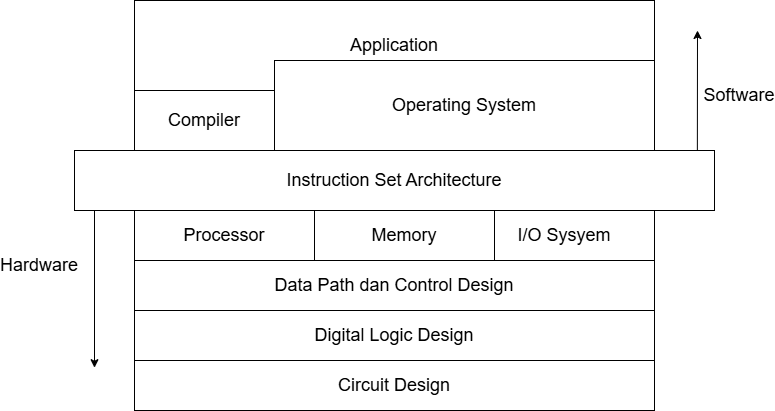 Application
Software
Operating System
Compiler
Instruction Set Architecture
Processor
Memory
I/O Sysyem
Hardware
Data Path dan Control Design
Digital Logic Design
Circuit Design